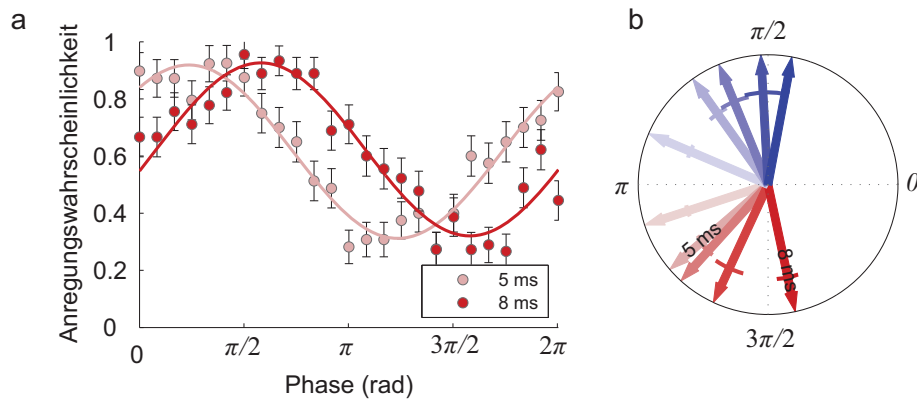 a
Anregungswahrscheinlichkeit
1
0.8
0.6
0.4
0.2
0
0
π/2
π
3π/2
2π
Phase (rad)
5 ms
8 ms
b
π/2
π
0
3π/2
5 ms
8 ms